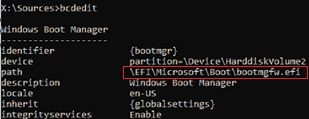 X:\Sources>bcdedit
Windows Boot Manager
--------------------
identifier {bootmgr}
device partition=\Device\HarddiskVolume2
path \EFI\Microsoft\Boot\bootmgfw.efi
description Windows Boot Manager
locale en-US
inherit {globalsettings}
integrityservices Enable